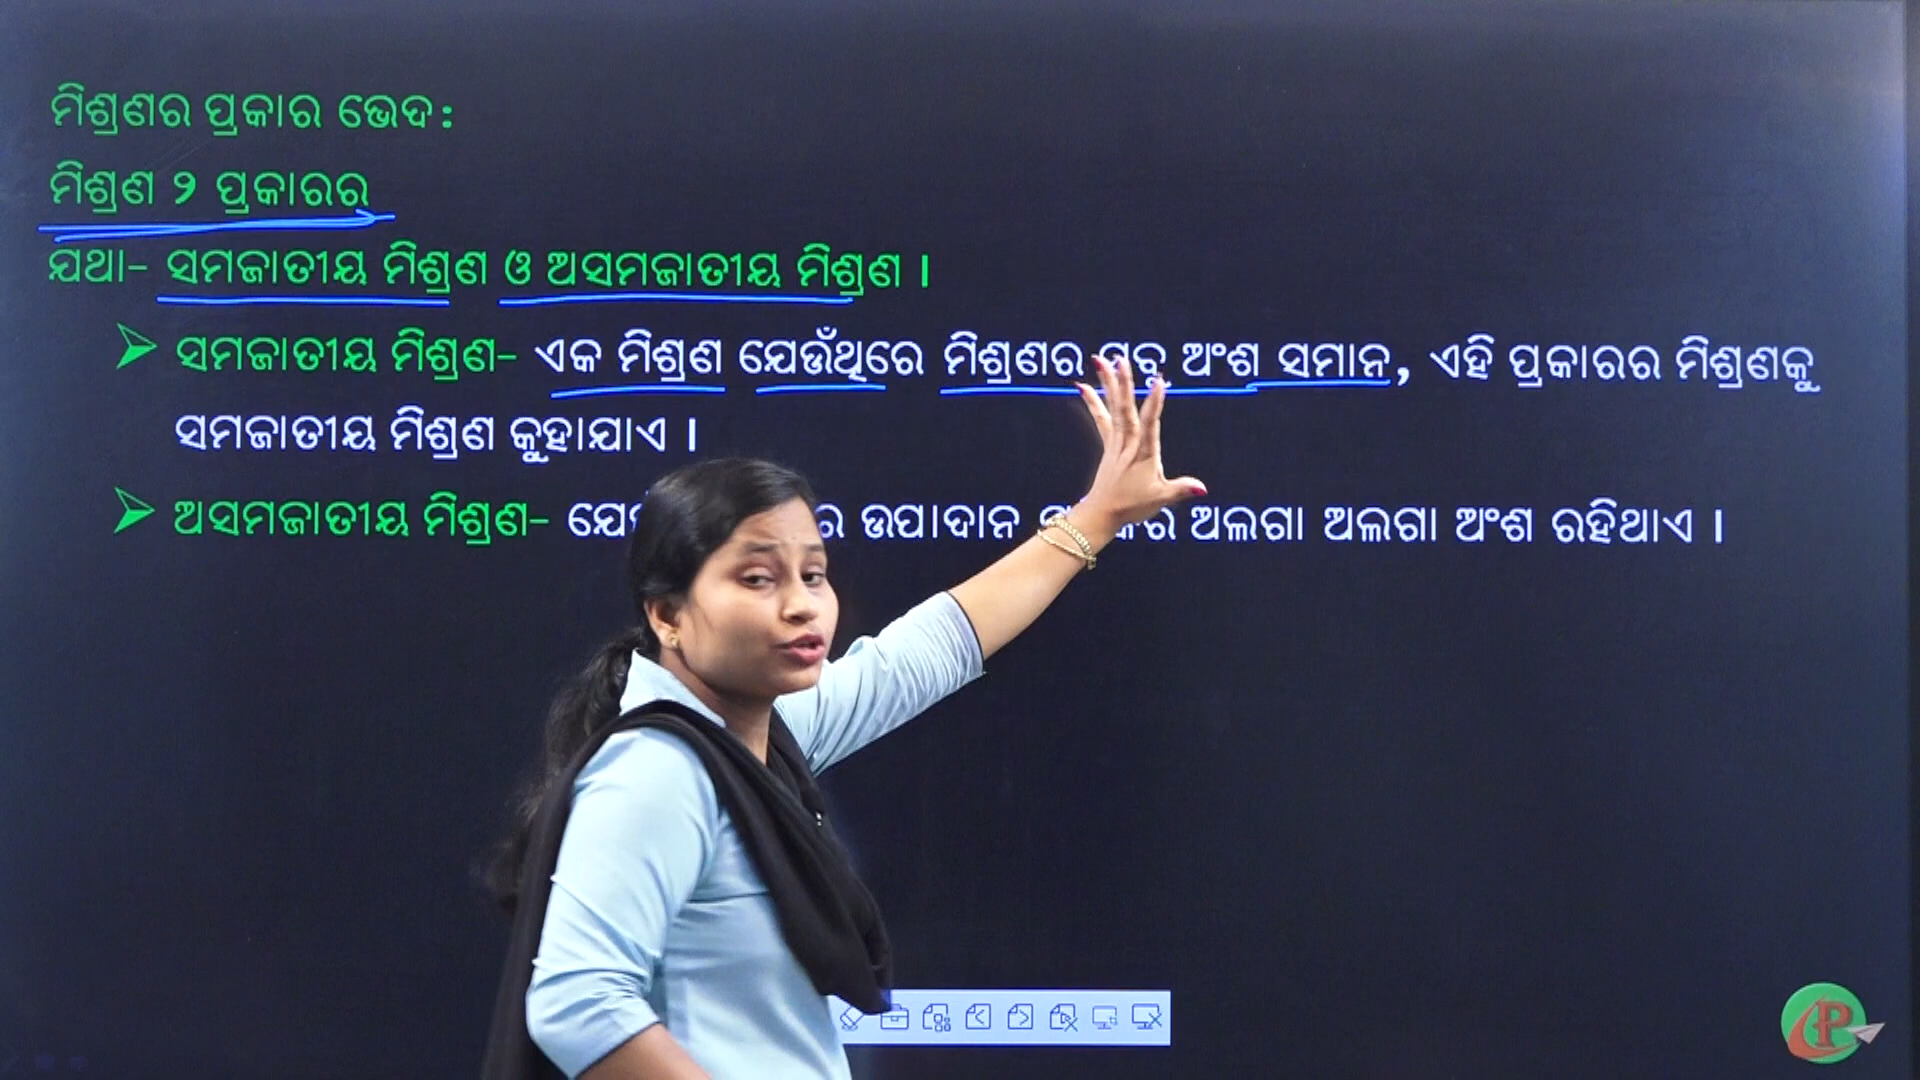 ମିଶ୍ରଣର ପ୍ରକାର ଭେଦ:
ମିଶ୍ରଣ ୨ ପ୍ରକାରର
ଯଥା- ସମଜାତୀୟ ମିଶ୍ରଣ ଓ ଅସମଜାତୀୟ ମିଶ୍ରଣ ।
➢ ସମଜାତୀୟ ମିଶ୍ରଣ- ଏକ ମିଶ୍ରଣ ଯେଉଁଥିରେ ମିଶ୍ରଣର ସବୁ ଅଂଶ ସମାନ, ଏହି ପ୍ରକାରର ମିଶ୍ରଣକୁ
ସମଜାତୀୟ ମିଶ୍ରଣ କୁହାଯାଏ ।
➢ ଅସମଜାତୀୟ ମିଶ୍ରଣ- ଉପାଦାନ ଅଲଗା ଅଲଗା ଅଂଶ ରହିଥାଏ ।